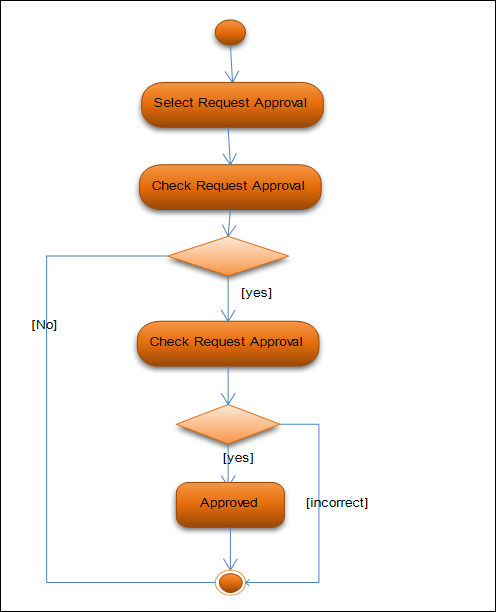 Select Request Approval
Check Request Approval
[yes]
[No]
Check Request Approval
[yes]
Approved
[incorrect]